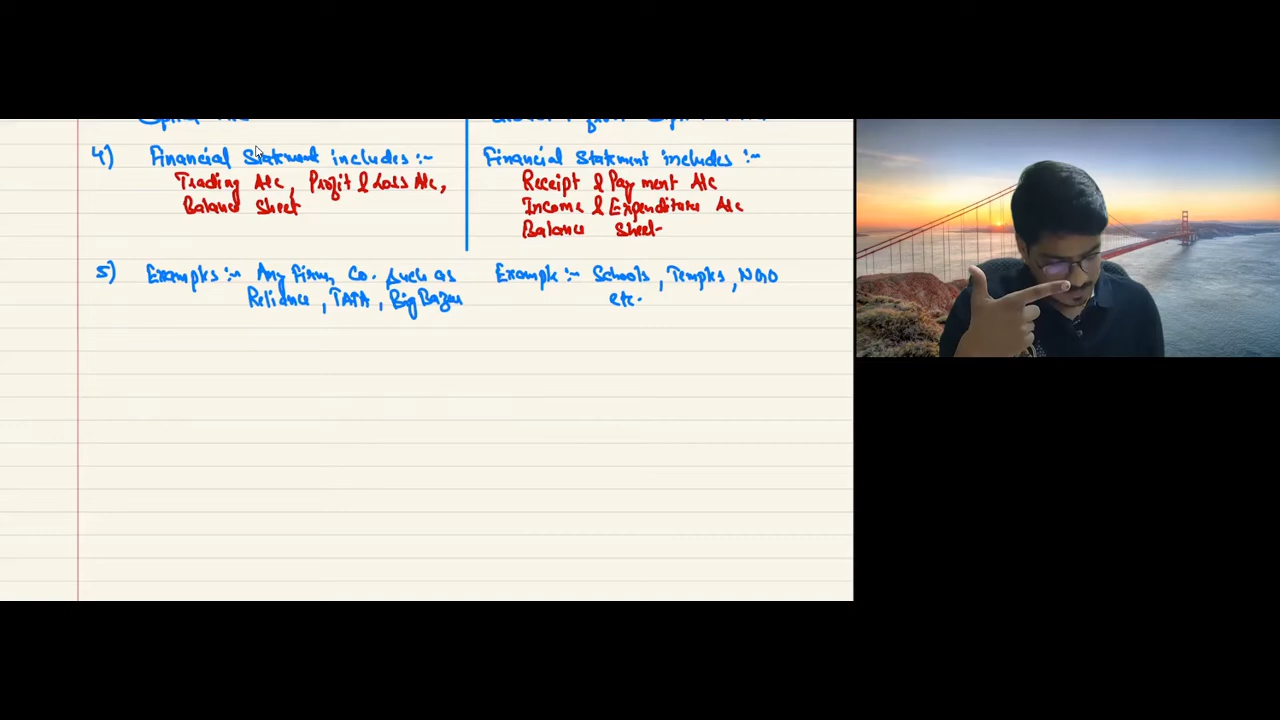 4) Financial Statement includes :-
Trading A/c, Profit & Loss A/c,
Balance Sheet
Financial Statement includes :-
Receipt & Payment A/c
Income & Expenditure A/c
Balance Sheet
5) Examples :- Any Firm, Co. such as
Reliance, TATA, Big Bazar
Example :- Schools, Temples, NGO
etc.